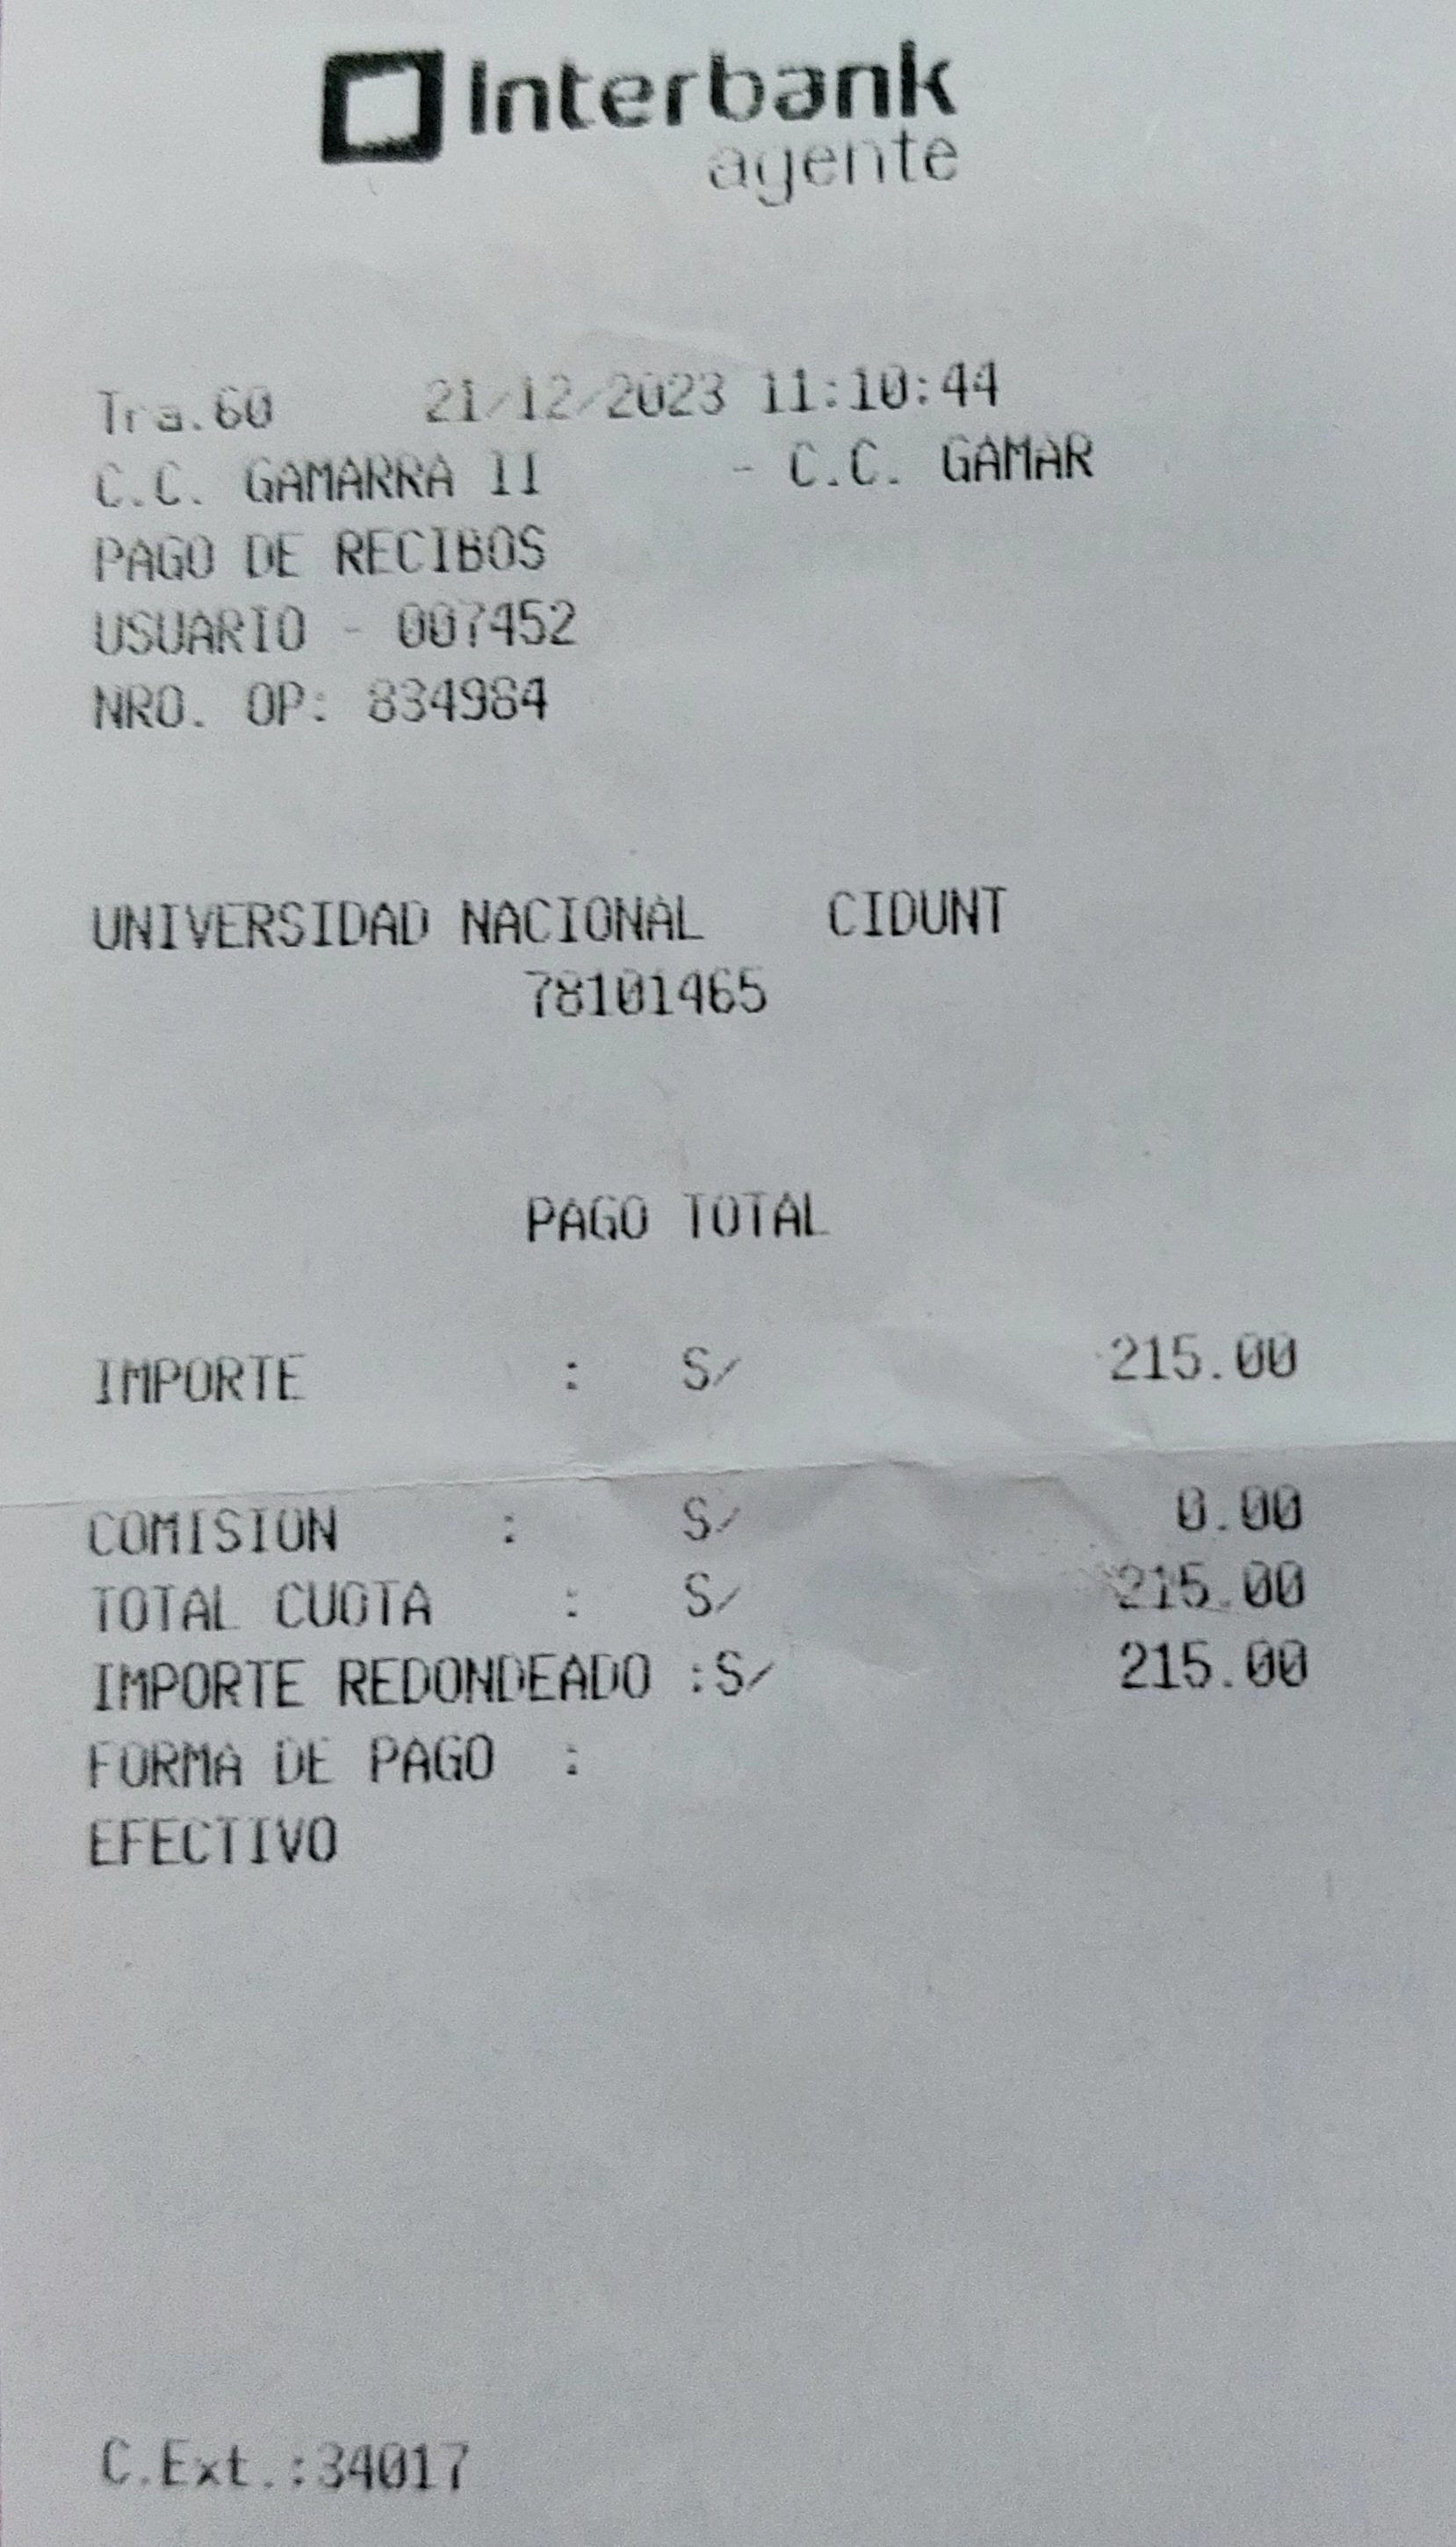 Interbank
agente
Tra.60 21/12/2023 11:10:44
C.C. GAMARRA II - C.C. GAMAR
PAGO DE RECIBOS
USUARIO - 007452
NRO. OP: 834984
UNIVERSIDAD NACIONAL CIDUNT
78101465
PAGO TOTAL
IMPORTE : S/ 215.00
COMISION : S/ 0.00
TOTAL CUOTA : S/ 215.00
IMPORTE REDONDEADO :S/ 215.00
FORMA DE PAGO :
EFECTIVO
C.Ext.:34017